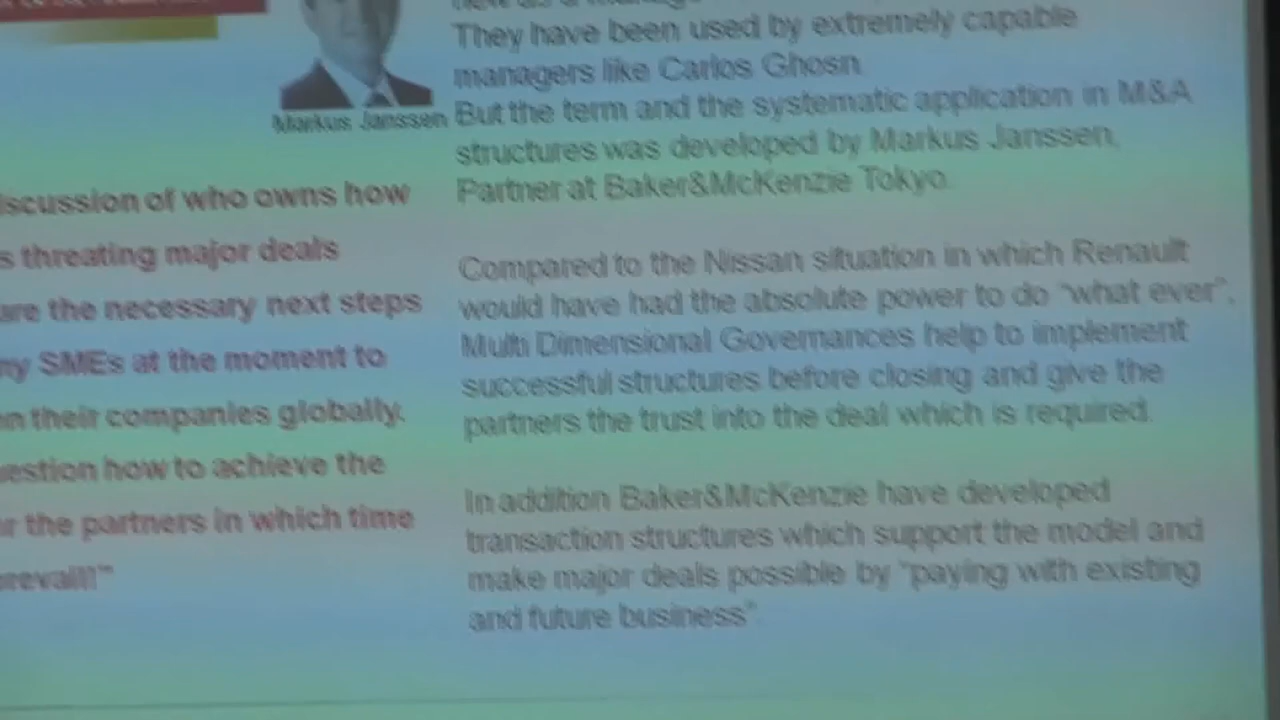 Markus Janssen
iscussion of who owns how
s threating major deals
are the necessary next steps
ny SMEs at the moment to
n their companies globally.
estion how to achieve the
r the partners in which time
prevail!"
They have been used by extremely capable
managers like Carlos Ghosn.
But the term and the systematic application in M&A
structures was developed by Markus Janssen,
Partner at Baker&McKenzie Tokyo.
Compared to the Nissan situation in which Renault
would have had the absolute power to do "what ever",
Multi Dimensional Governances help to implement
successful structures before closing and give the
partners the trust into the deal which is required.
In addition Baker&McKenzie have developed
transaction structures which support the model and
make major deals possible by "paying with existing
and future business"